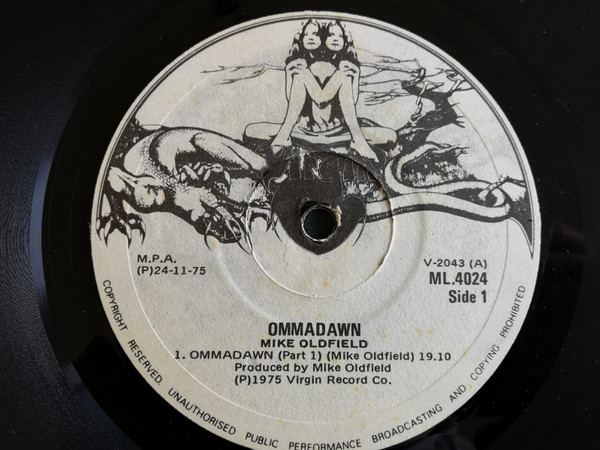 M.P.A.
(P)24-11-75
V-2043 (A)
ML.4024
Side 1
OMMADAWN
MIKE OLDFIELD
1. OMMADAWN (Part 1) (Mike Oldfield) 19.10
Produced by Mike Oldfield
(P)1975 Virgin Record Co.
COPYRIGHT RESERVED. UNAUTHORISED PUBLIC PERFORMANCE BROADCASTING AND COPYING PROHIBITED